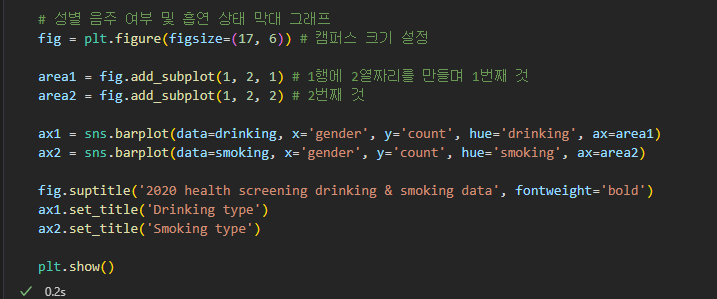 # 성별 음주 여부 및 흡연 상태 막대 그래프
fig = plt.figure(figsize=(17, 6)) # 캠퍼스 크기 설정
area1 = fig.add_subplot(1, 2, 1) # 1행에 2열짜리를 만들며 1번째 것
area2 = fig.add_subplot(1, 2, 2) # 2번째 것
ax1 = sns.barplot(data=drinking, x='gender', y='count', hue='drinking', ax=area1)
ax2 = sns.barplot(data=smoking, x='gender', y='count', hue='smoking', ax=area2)
fig.suptitle('2020 health screening drinking & smoking data', fontweight='bold')
ax1.set_title('Drinking type')
ax2.set_title('Smoking type')
plt.show()
0.2s